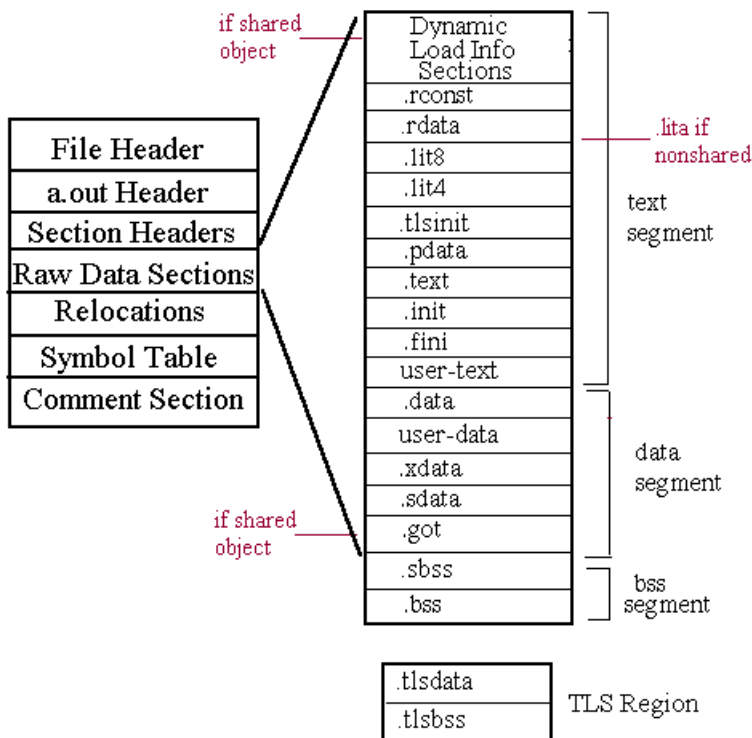 if shared
object
File Header
a.out Header
Section Headers
Raw Data Sections
Relocations
Symbol Table
Comment Section
if shared
object
Dynamic
Load Info
Sections
.rconst
.rdata
.lit8
.lit4
.tlsinit
.pdata
.text
.init
.fini
user-text
.data
user-data
.xdata
.sdata
.got
.sbss
.bss
.lita if
nonshared
text
segment
data
segment
bss
segment
.tlsdata
.tlsbss
TLS Region